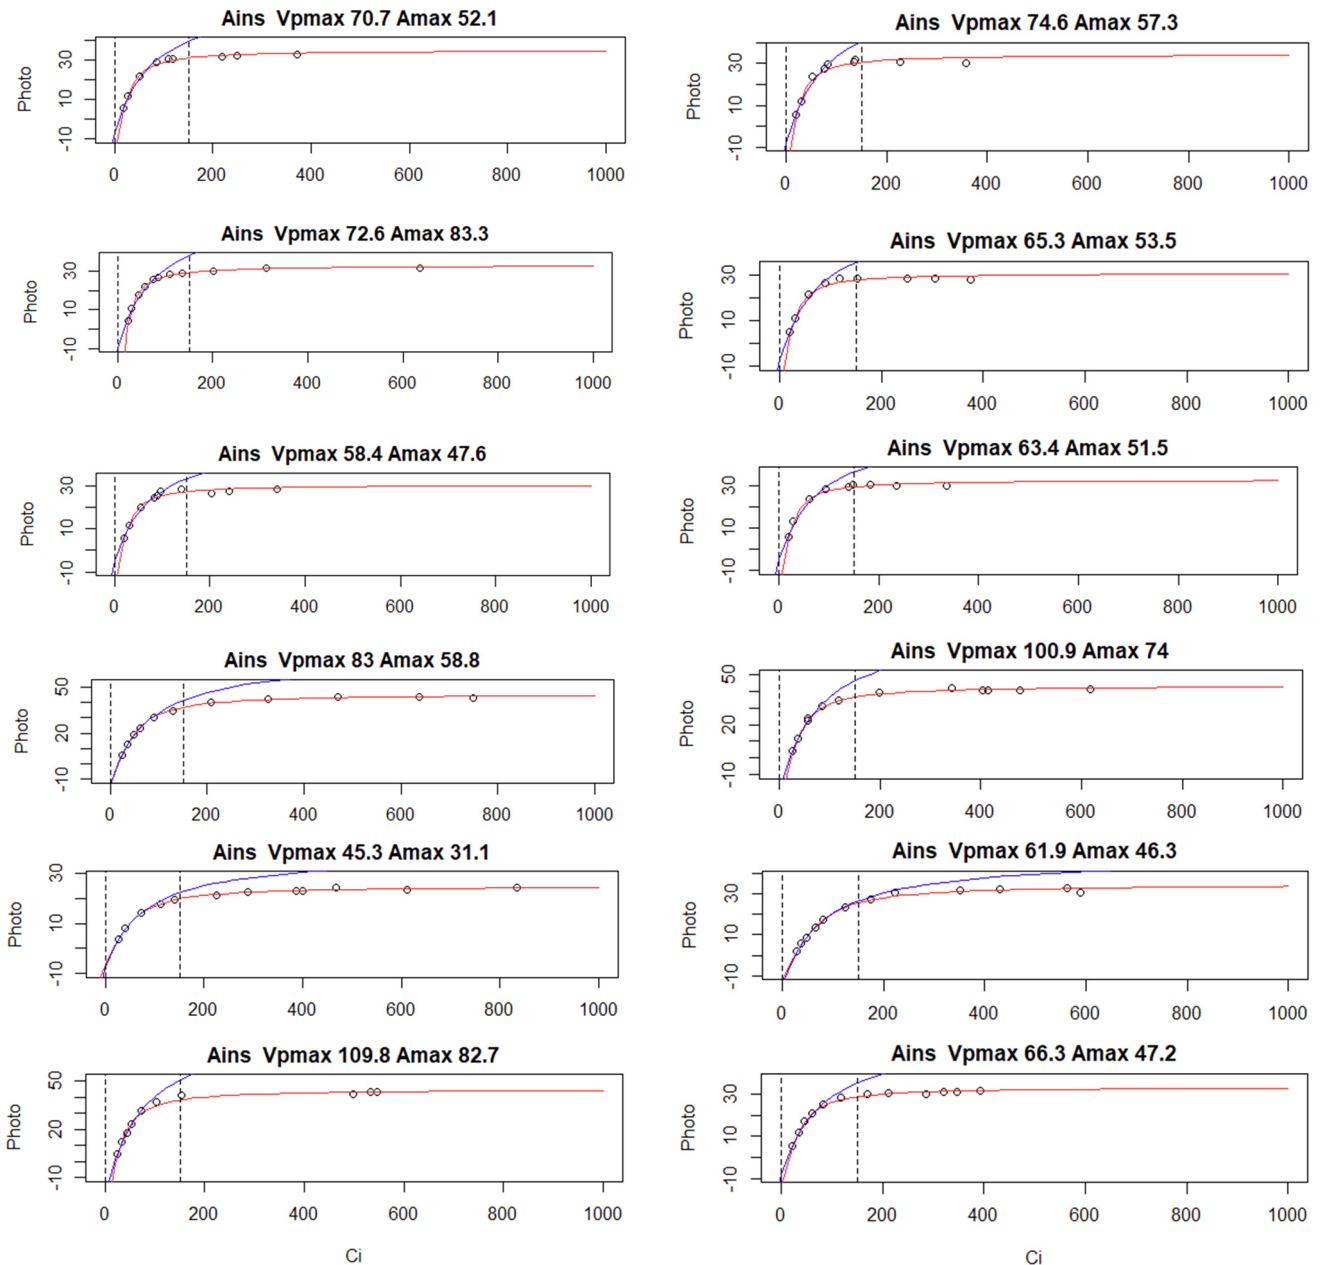 Ains Vpmax 70.7 Amax 52.1
Photo
-10 10 30
0 200 400 600 800 1000
Ains Vpmax 74.6 Amax 57.3
Photo
-10 10 30
0 200 400 600 800 1000
Ains Vpmax 72.6 Amax 83.3
Photo
-10 10 30
0 200 400 600 800 1000
Ains Vpmax 65.3 Amax 53.5
Photo
-10 10 30
0 200 400 600 800 1000
Ains Vpmax 58.4 Amax 47.6
Photo
-10 10 30
0 200 400 600 800 1000
Ains Vpmax 63.4 Amax 51.5
Photo
-10 10 30
0 200 400 600 800 1000
Ains Vpmax 83 Amax 58.8
Photo
-10 20 50
0 200 400 600 800 1000
Ains Vpmax 100.9 Amax 74
Photo
-10 20 50
0 200 400 600 800 1000
Ains Vpmax 45.3 Amax 31.1
Photo
-10 10 30
0 200 400 600 800 1000
Ains Vpmax 61.9 Amax 46.3
Photo
-10 10 30
0 200 400 600 800 1000
Ains Vpmax 109.8 Amax 82.7
Photo
-10 20 50
0 200 400 600 800 1000
Ci
Ains Vpmax 66.3 Amax 47.2
Photo
-10 10 30
0 200 400 600 800 1000
Ci